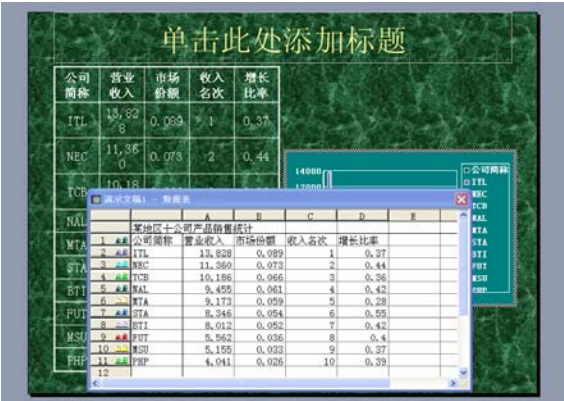 单击此处添加标题
公司简称 营业收入 市场份额 收入名次 增长比率
ITL 13,828 0.089 1 0.37
NEC 11,360 0.073 2 0.44
TCB 10,18
NAL
MTA
STA
BTI
FUT
MSU
PHP
14000
12000
公司简称
ITL
NEC
TCB
NAL
MTA
STA
BTI
FUT
MSU
PHP
演示文稿1 - 数据表
A B C D E
某地区十公司产品销售统计
1 公司简称 营业收入 市场份额 收入名次 增长比率
2 ITL 13.828 0.089 1 0.37
3 NEC 11.360 0.073 2 0.44
4 TCB 10.186 0.066 3 0.36
5 NAL 9.455 0.061 4 0.42
6 MTA 9.173 0.059 5 0.28
7 STA 8.346 0.054 6 0.55
8 BTI 8.012 0.052 7 0.42
9 FUT 5.562 0.036 8 0.4
10 MSU 5.155 0.033 9 0.37
11 PHP 4.041 0.026 10 0.39
12